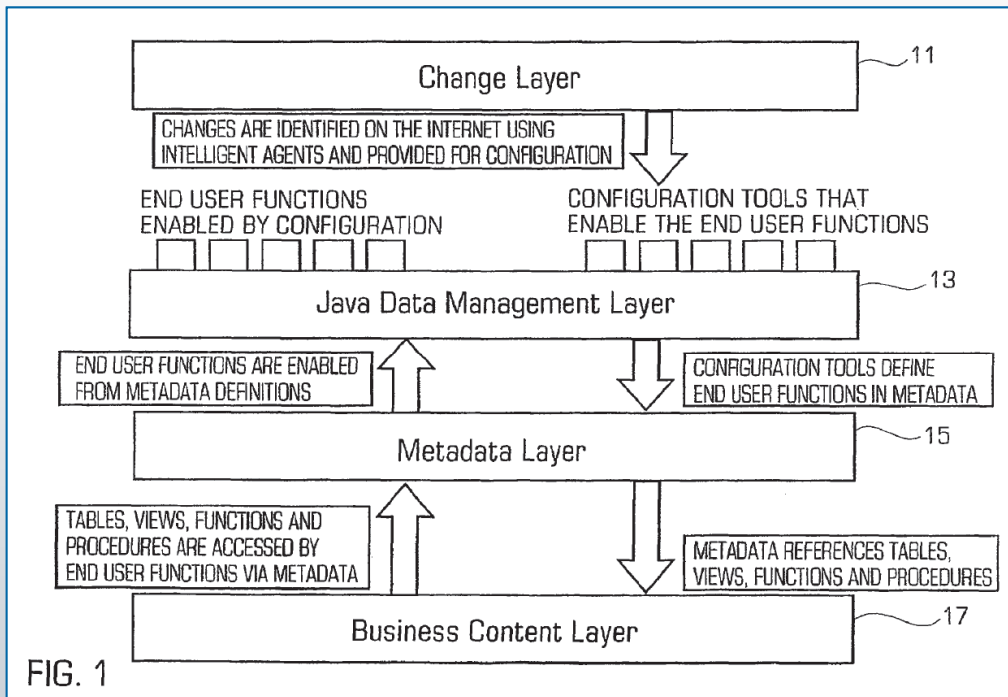 Change Layer
11
CHANGES ARE IDENTIFIED ON THE INTERNET USING
INTELLIGENT AGENTS AND PROVIDED FOR CONFIGURATION
END USER FUNCTIONS
ENABLED BY CONFIGURATION
CONFIGURATION TOOLS THAT
ENABLE THE END USER FUNCTIONS
Java Data Management Layer
13
END USER FUNCTIONS ARE ENABLED
FROM METADATA DEFINITIONS
CONFIGURATION TOOLS DEFINE
END USER FUNCTIONS IN METADATA
Metadata Layer
15
TABLES, VIEWS, FUNCTIONS AND
PROCEDURES ARE ACCESSED BY
END USER FUNCTIONS VIA METADATA
METADATA REFERENCES TABLES,
VIEWS, FUNCTIONS AND PROCEDURES
Business Content Layer
17
FIG. 1